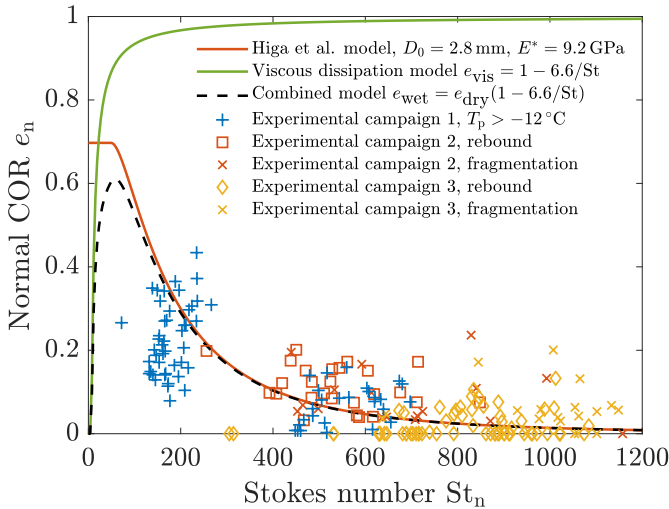 Higa et al. model, D₀ = 2.8 mm, E* = 9.2 GPa
Viscous dissipation model e_vis = 1 − 6.6/St
Combined model e_wet = e_dry(1 − 6.6/St)
Experimental campaign 1, T_p > −12 °C
Experimental campaign 2, rebound
Experimental campaign 2, fragmentation
Experimental campaign 3, rebound
Experimental campaign 3, fragmentation
Normal COR e_n
1
0.8
0.6
0.4
0.2
0
0 200 400 600 800 1000 1200
Stokes number St_n